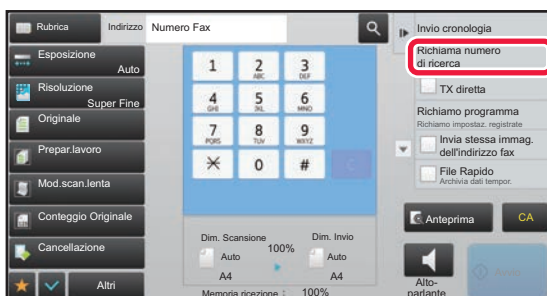 Rubrica
Indirizzo
Numero Fax
Esposizione
Auto
Risoluzione
Super Fine
Originale
Prepar.lavoro
Mod.scan.lenta
Conteggio Originale
Cancellazione
Altri
1
2
ABC
3
DEF
4
GHI
5
JKL
6
MNO
7
PQRS
8
TUV
9
WXYZ
0
#
C
Dim. Scansione
Dim. Invio
100%
Auto
Auto
A4
A4
Memoria ricezione : 100%
Invio cronologia
Richiama numero
di ricerca
TX diretta
Richiamo programma
Richiamo impostaz. registrate
Invia stessa immag.
dell'indirizzo fax
File Rapido
Archivia dati tempor.
Anteprima
CA
Alto-
parlante